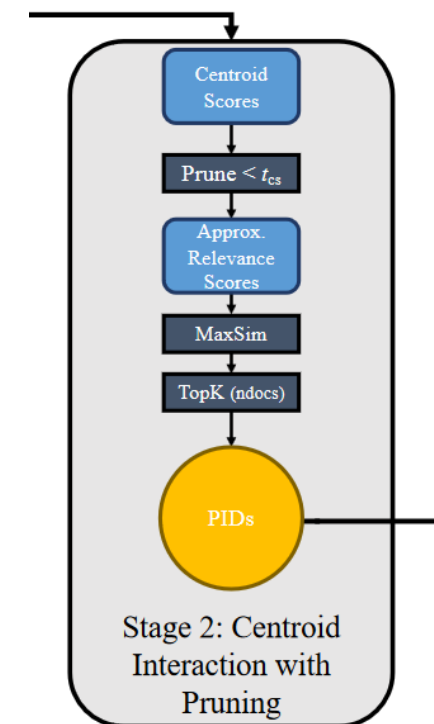 Centroid
Scores
Prune < tcs
Approx.
Relevance
Scores
MaxSim
TopK (ndocs)
PIDs
Stage 2: Centroid
Interaction with
Pruning